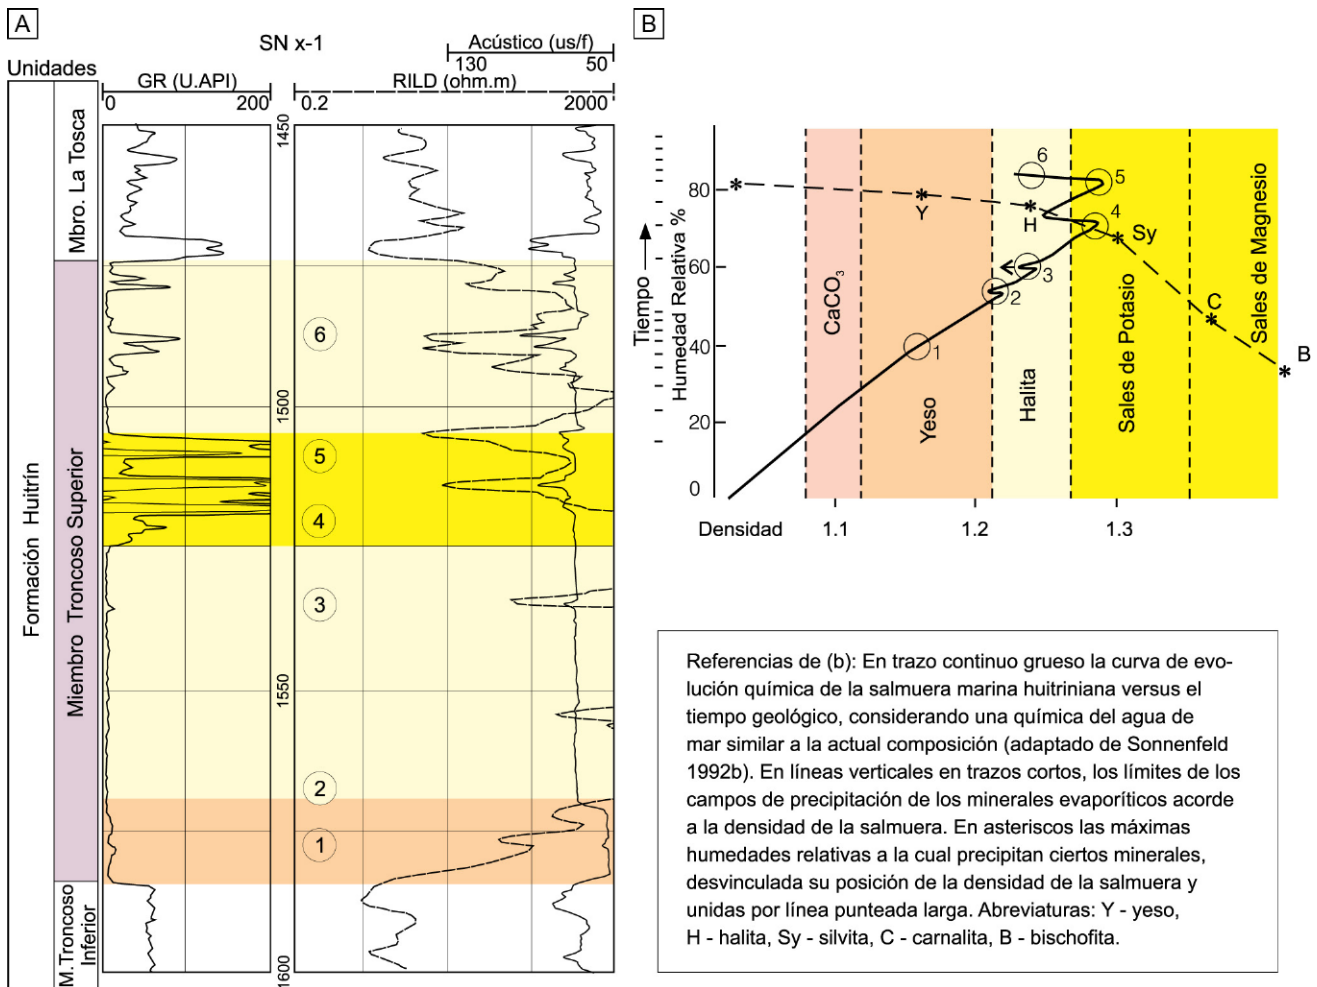 A
SN x-1
Acústico (us/f)
130 50
Unidades
GR (U.API)
RILD (ohm.m)
0 200
0.2 2000
Formación Huitrín
Mbro. La Tosca
Miembro Troncoso Superior
M.Troncoso
Inferior
1450
1500
1550
1600
6
5
4
3
2
1
B
Tiempo
Humedad Relativa %
80
60
40
20
0
Densidad
1.1
1.2
1.3
CaCO3
Yeso
Halita
Sales de Potasio
Sales de Magnesio
6
5
4
3
2
1
Y
H
Sy
C
B
Referencias de (b): En trazo continuo grueso la curva de evo-
lución química de la salmuera marina huitriniana versus el
tiempo geológico, considerando una química del agua de
mar similar a la actual composición (adaptado de Sonnenfeld
1992b). En líneas verticales en trazos cortos, los límites de los
campos de precipitación de los minerales evaporíticos acorde
a la densidad de la salmuera. En asteriscos las máximas
humedades relativas a la cual precipitan ciertos minerales,
desvinculada su posición de la densidad de la salmuera y
unidas por línea punteada larga. Abreviaturas: Y - yeso,
H - halita, Sy - silvita, C - carnalita, B - bischofita.